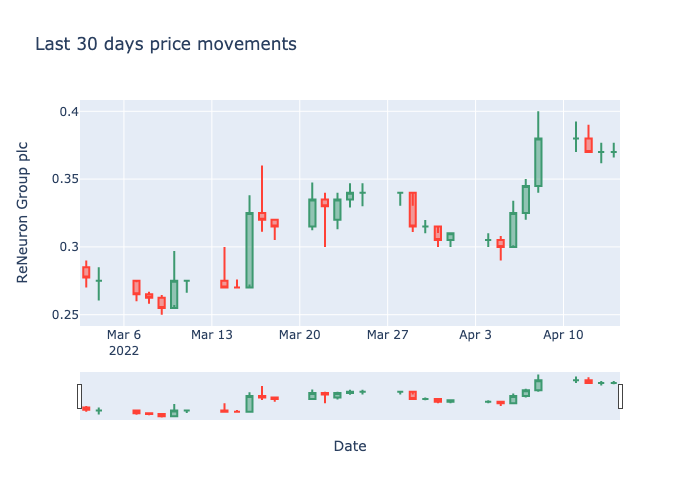 Last 30 days price movements
ReNeuron Group plc
0.4
0.35
0.3
0.25
Mar 6
2022
Mar 13
Mar 20
Mar 27
Apr 3
Apr 10
Date